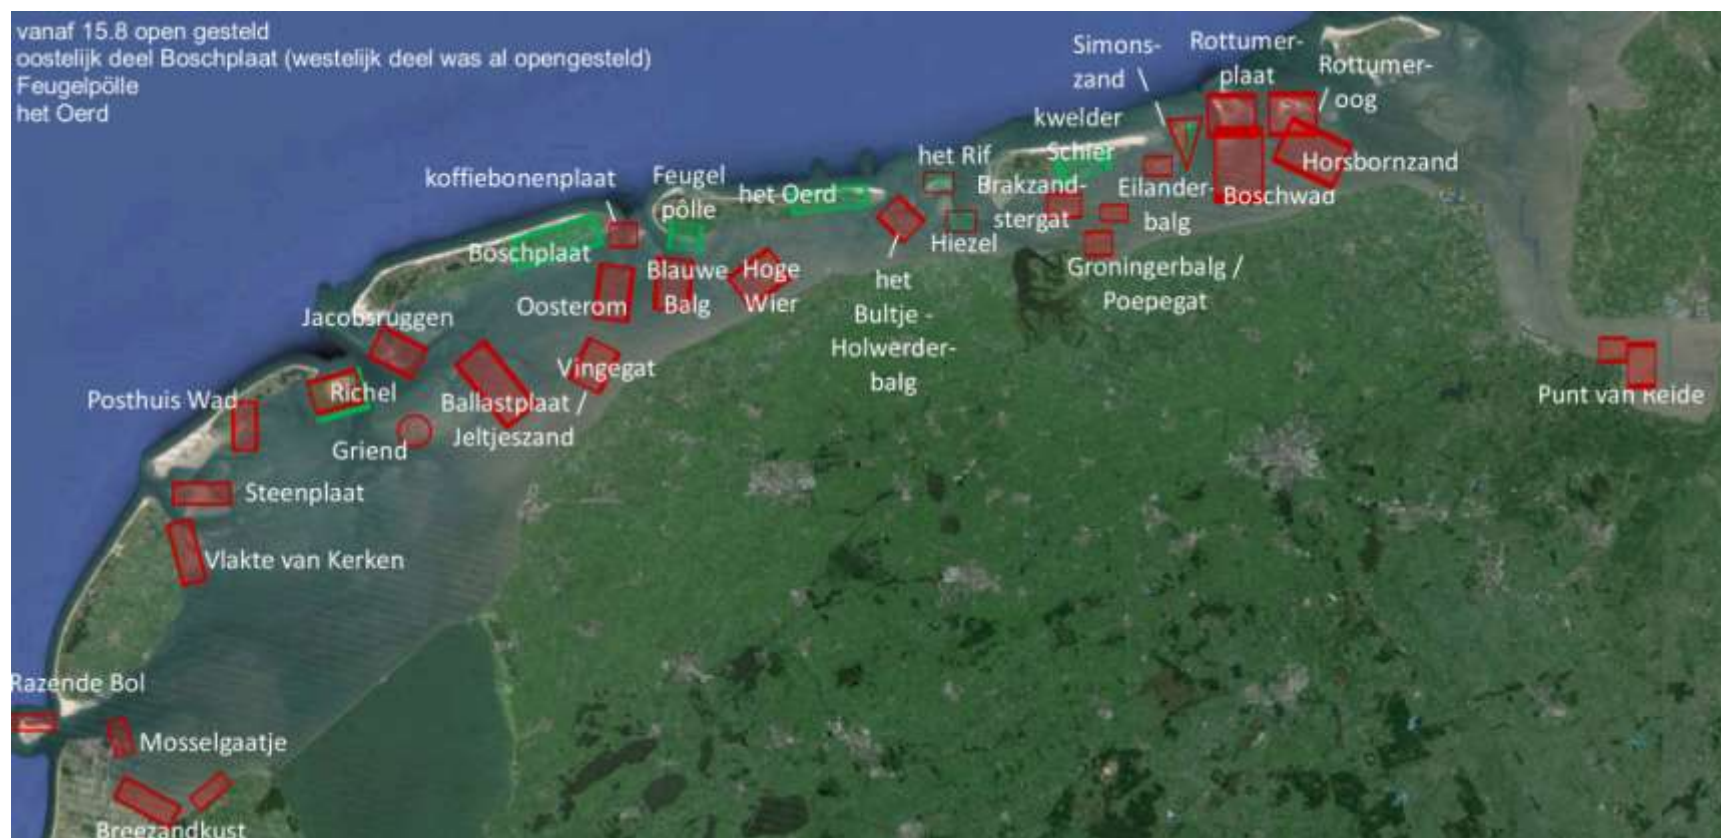 vanaf 15.8 open gesteld
oostelijk deel Boschplaat (westelijk deel was al opengesteld)
Feugelpölle
het Oerd
Simons-
zand \
Rottumer-
plaat
Rottumer-
/ oog
kwelder
Schier
het Rif
Brakzand-
stergat
Eilander-
balg
Boschwad
Horsbornzand
koffiebonenplaat
\
Feugel
pôlle
het Oerd
Hiezel
Boschplaat
Blauwe
Balg
Hoge
Wier
het
Bultje -
Holwerder-
balg
Groningerbalg /
Poepegat
Oosterom
Jacobsruggen
Vingegat
Punt van Reide
Posthuis Wad
Richel
Ballastplaat /
Jeltjeszand
Griend
Steenplaat
Vlakte van Kerken
Razende Bol
Mosselgaatje
Breezandkust